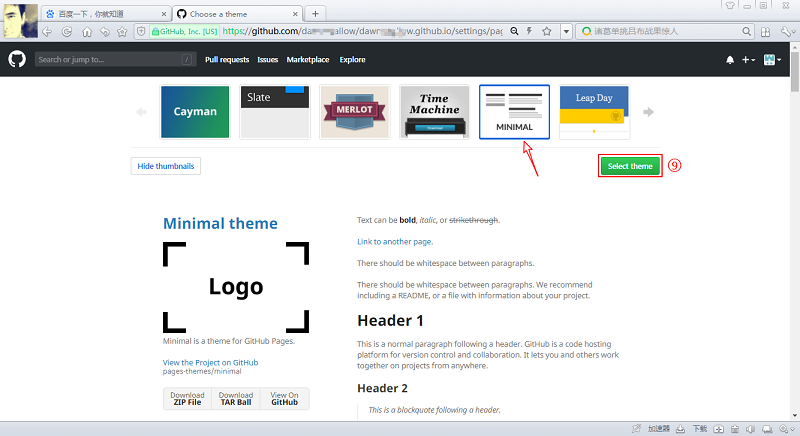 百度一下，你就知道
Choose a theme
GitHub, Inc. [US]
https://github.com/da
allow/dawn
w.github.io/settings/pag
诸葛单挑吕布战果惊人
Search or jump to...
/
Pull requests
Issues
Marketplace
Explore
Cayman
Slate
MERLOT
Time Machine
Download
MINIMAL
Leap Day
Hide thumbnails
Select theme
⑨
Minimal theme
Logo
Minimal is a theme for GitHub Pages.
View the Project on GitHub
pages-themes/minimal
Download
ZIP File
Download
TAR Ball
View On
GitHub
Text can be bold, italic, or strikethrough.
Link to another page.
There should be whitespace between paragraphs.
There should be whitespace between paragraphs. We recommend
including a README, or a file with information about your project.
Header 1
This is a normal paragraph following a header. GitHub is a code hosting
platform for version control and collaboration. It lets you and others work
together on projects from anywhere.
Header 2
This is a blockquote following a header.
加速器
下载